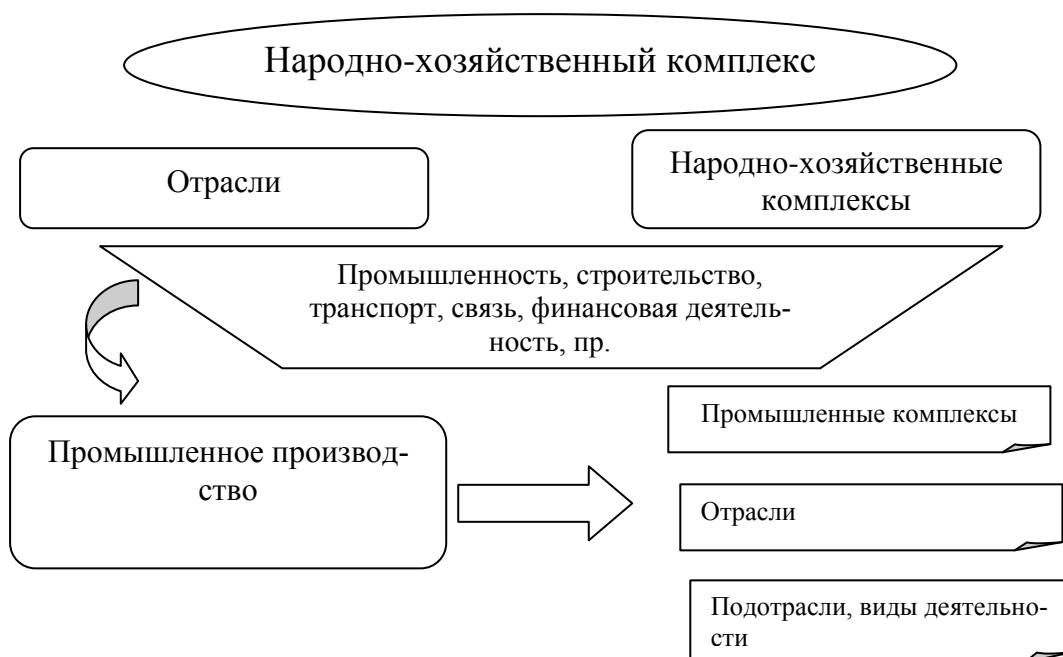 Народно-хозяйственный комплекс
Отрасли
Народно-хозяйственные
комплексы
Промышленность, строительство,
транспорт, связь, финансовая деятель-
ность, пр.
Промышленные комплексы
Промышленное производ-
ство
Отрасли
Подотрасли, виды деятельно-
сти